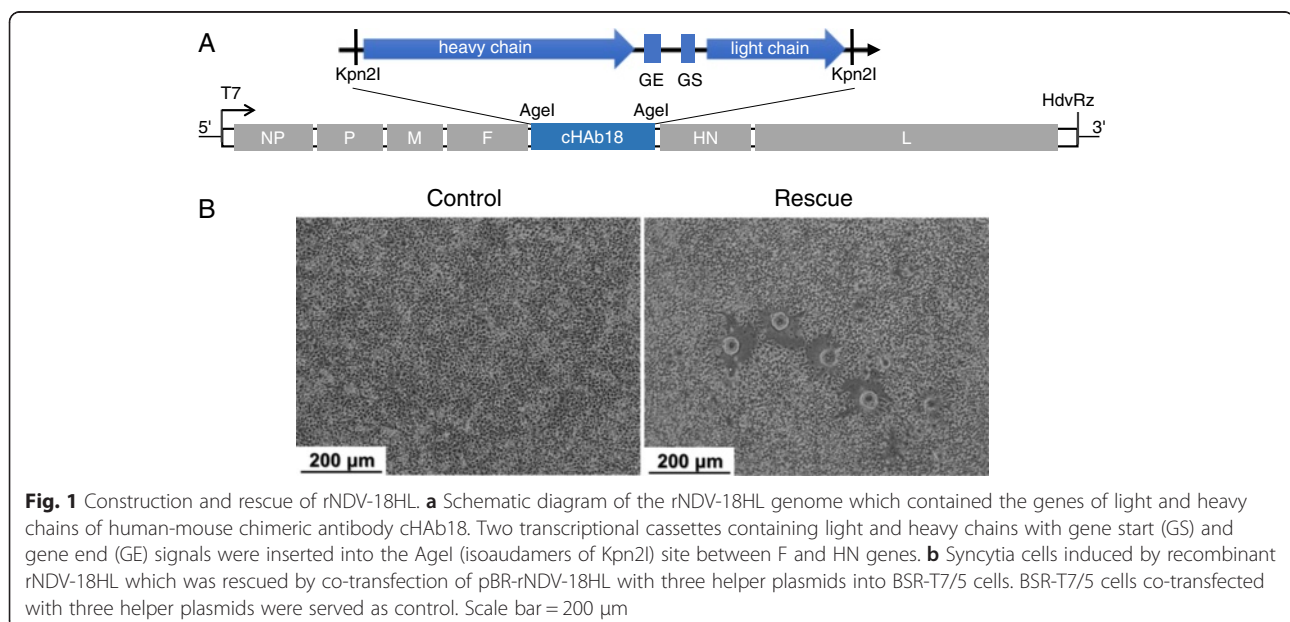 A
heavy chain
light chain
Kpn2I
GE
GS
Kpn2I
T7
AgeI
AgeI
HdvRz
5'
NP
P
M
F
cHAb18
HN
L
3'
B
Control
Rescue
200 µm
200 µm
Fig. 1 Construction and rescue of rNDV-18HL. a Schematic diagram of the rNDV-18HL genome which contained the genes of light and heavy
chains of human-mouse chimeric antibody cHAb18. Two transcriptional cassettes containing light and heavy chains with gene start (GS) and
gene end (GE) signals were inserted into the AgeI (isoaudamers of Kpn2I) site between F and HN genes. b Syncytia cells induced by recombinant
rNDV-18HL which was rescued by co-transfection of pBR-rNDV-18HL with three helper plasmids into BSR-T7/5 cells. BSR-T7/5 cells co-transfected
with three helper plasmids were served as control. Scale bar = 200 µm